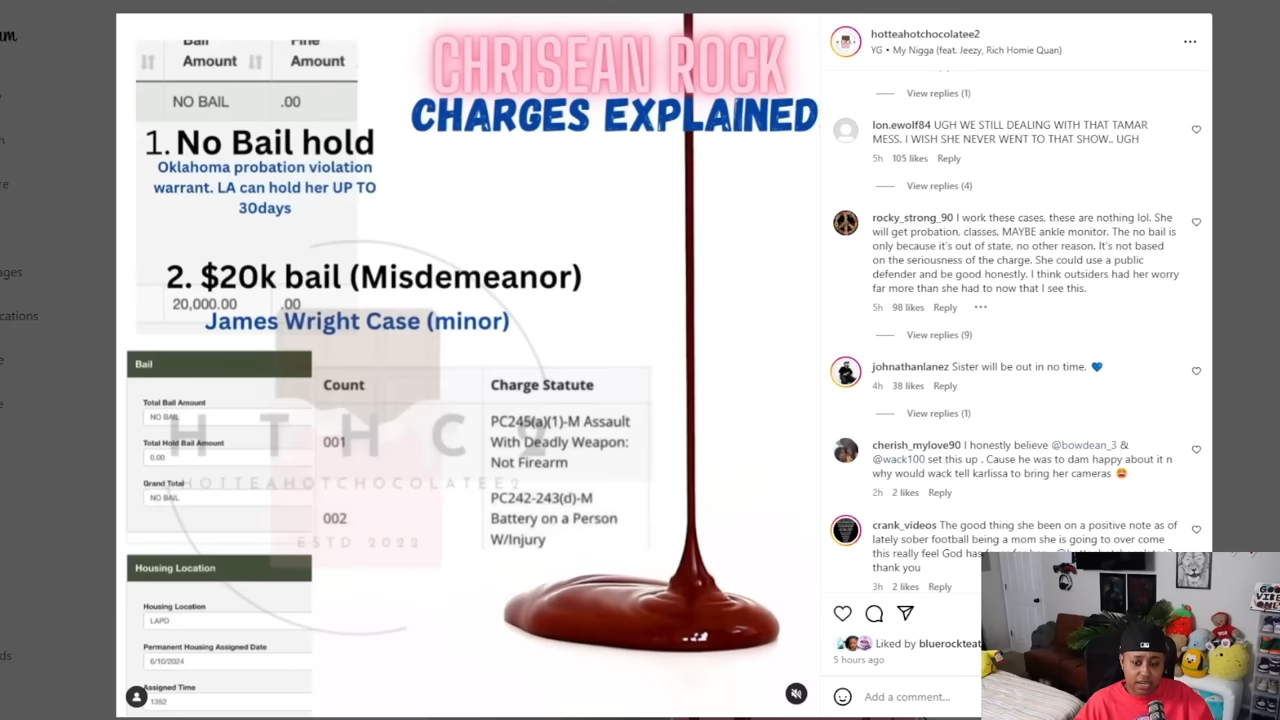 Bail
Fine
Amount
Amount
NO BAIL
.00
CHRISEAN ROCK
CHARGES EXPLAINED
1. No Bail hold
Oklahoma probation violation
warrant. LA can hold her UP TO
30days
2. $20k bail (Misdemeanor)
20,000.00
.00
James Wright Case (minor)
Bail
Total Bail Amount
NO BAIL
Total Hold Bail Amount
0.00
Grand Total
NO BAIL
Count
Charge Statute
001
PC245(a)(1)-M Assault
With Deadly Weapon:
Not Firearm
002
PC242-243(d)-M
Battery on a Person
W/Injury
H T H C 2
HOTTEAHOTCHOCOLATEE2
ESTD 2022
Housing Location
Housing Location
LAPD
Permanent Housing Assigned Date
6/10/2024
Assigned Time
1352
hotteahotchocolatee2
YG • My Nigga (feat. Jeezy, Rich Homie Quan)
View replies (1)
lon.ewolf84 UGH WE STILL DEALING WITH THAT TAMAR
MESS. I WISH SHE NEVER WENT TO THAT SHOW.. UGH
5h 105 likes Reply
View replies (4)
rocky_strong_90 I work these cases, these are nothing lol. She
will get probation, classes, MAYBE ankle monitor. The no bail is
only because it's out of state, no other reason. It's not based
on the seriousness of the charge. She could use a public
defender and be good honestly. I think outsiders had her worry
far more than she had to now that I see this.
5h 98 likes Reply
View replies (9)
johnathanlanez Sister will be out in no time. 💙
4h 38 likes Reply
View replies (1)
cherish_mylove90 I honestly believe @bowdean_3 &
@wack100 set this up . Cause he was to dam happy about it n
why would wack tell karlissa to bring her cameras 🤩
2h 2 likes Reply
crank_videos The good thing she been on a positive note as of
lately sober football being a mom she is going to over come
this really feel God has
thank you
3h 2 likes Reply
Liked by bluerockteat
5 hours ago
Add a comment...
GOOD
VIBE
ONL